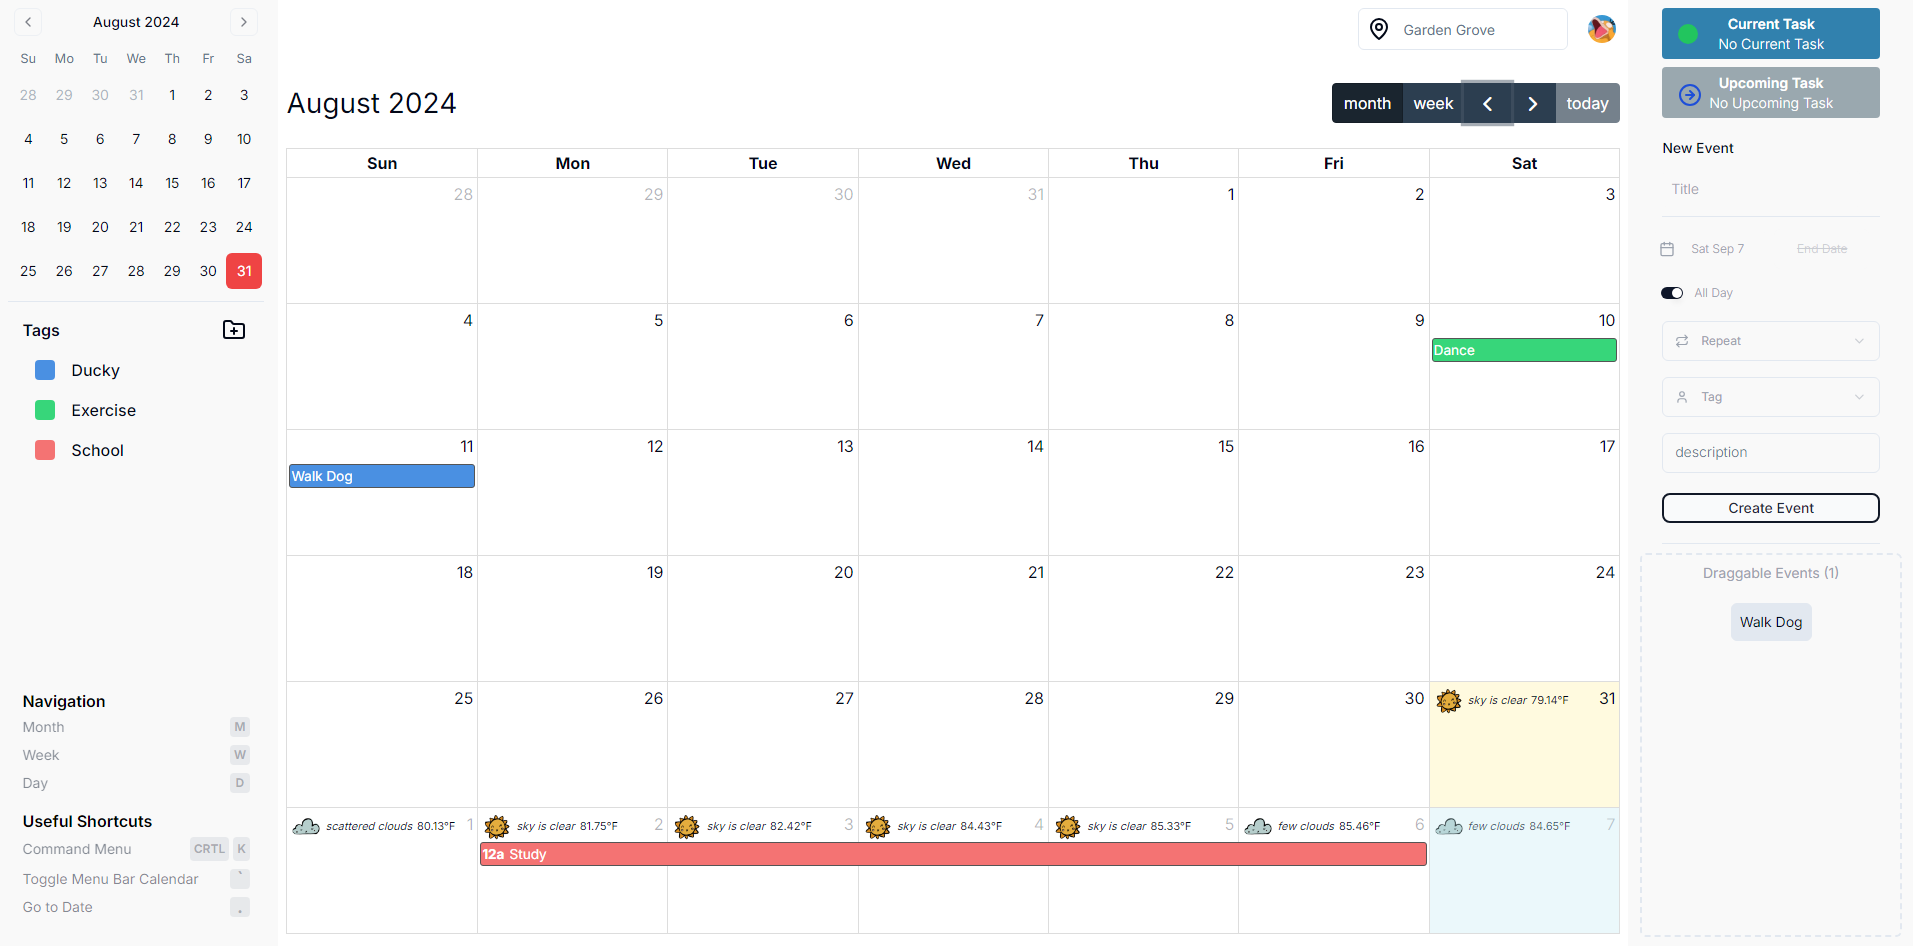 August 2024
Su Mo Tu We Th Fr Sa
28 29 30 31 1 2 3
4 5 6 7 8 9 10
11 12 13 14 15 16 17
18 19 20 21 22 23 24
25 26 27 28 29 30 31
Tags
Ducky
Exercise
School
Navigation
Month M
Week W
Day D
Useful Shortcuts
Command Menu CRTL K
Toggle Menu Bar Calendar `
Go to Date .
Garden Grove
August 2024
month week today
Sun Mon Tue Wed Thu Fri Sat
28 29 30 31 1 2 3
4 5 6 7 8 9 10
Dance
11 12 13 14 15 16 17
Walk Dog
18 19 20 21 22 23 24
25 26 27 28 29 30 sky is clear 79.14°F 31
scattered clouds 80.13°F 1 sky is clear 81.75°F 2 sky is clear 82.42°F 3 sky is clear 84.43°F 4 sky is clear 85.33°F 5 few clouds 85.46°F 6 few clouds 84.65°F 7
12a Study
Current Task
No Current Task
Upcoming Task
No Upcoming Task
New Event
Title
Sat Sep 7 End Date
All Day
Repeat
Tag
description
Create Event
Draggable Events (1)
Walk Dog